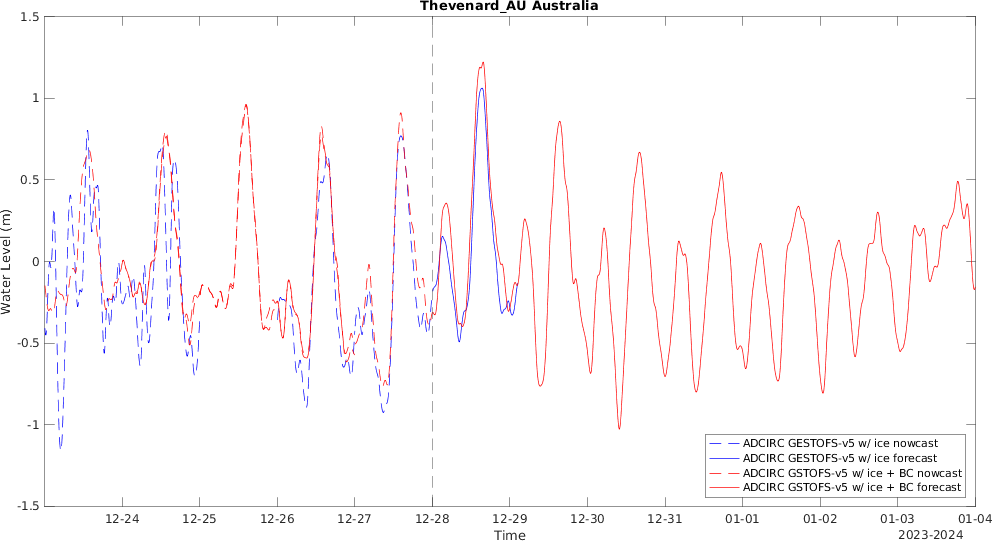 Thevenard_AU Australia
1.5
1
0.5
0
-0.5
-1
-1.5
Water Level (m)
12-24 12-25 12-26 12-27 12-28 12-29 12-30 12-31 01-01 01-02 01-03 01-04
Time
2023-2024
ADCIRC GESTOFS-v5 w/ ice nowcast
ADCIRC GESTOFS-v5 w/ ice forecast
ADCIRC GSTOFS-v5 w/ ice + BC nowcast
ADCIRC GSTOFS-v5 w/ ice + BC forecast